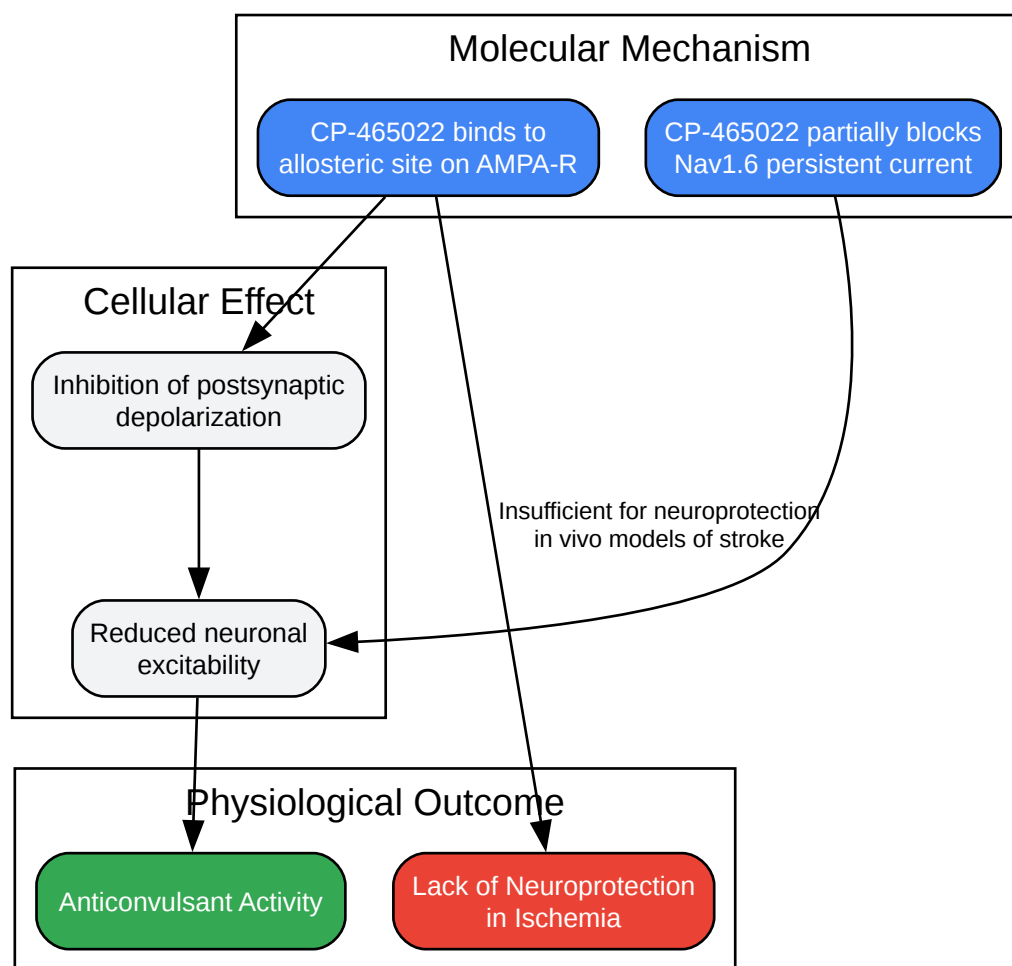 Molecular Mechanism
CP-465022 binds to
allosteric site on AMPA-R
CP-465022 partially blocks
Nav1.6 persistent current
Cellular Effect
Inhibition of postsynaptic
depolarization
Insufficient for neuroprotection
in vivo models of stroke
Reduced neuronal
excitability
Physiological Outcome
Anticonvulsant Activity
Lack of Neuroprotection
in Ischemia